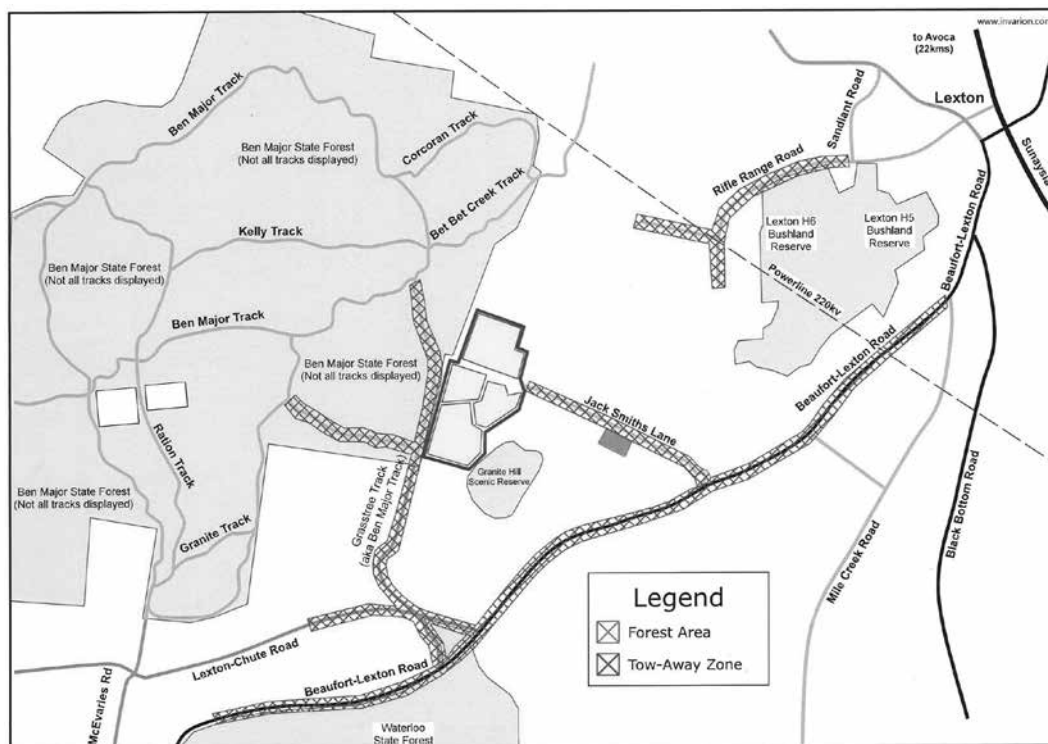 www.invarion.com
to Avoca
(22kms)
Lexton
Sandlant Road
Ben Major Track
Corcoran Track
Ben Major State Forest
(Not all tracks displayed)
Rifle Range Road
Bet Bet Creek Track
Lexton H6
Bushland
Reserve
Lexton H5
Bushland
Reserve
Beaufort-Lexton Road
Kelly Track
Ben Major State Forest
(Not all tracks displayed)
Powerline 220kv
Ben Major Track
Ben Major State Forest
(Not all tracks displayed)
Beaufort-Lexton Road
Jack Smiths Lane
Ration Track
Granite Hill
Scenic Reserve
Ben Major State Forest
(Not all tracks displayed)
Grasstree Track
(aka Ben Major Track)
Granite Track
Black Bottom Road
Mile Creek Road
Legend
Forest Area
Tow-Away Zone
Lexton-Chute Road
Beaufort-Lexton Road
McEvaries Rd
Waterloo
State Forest